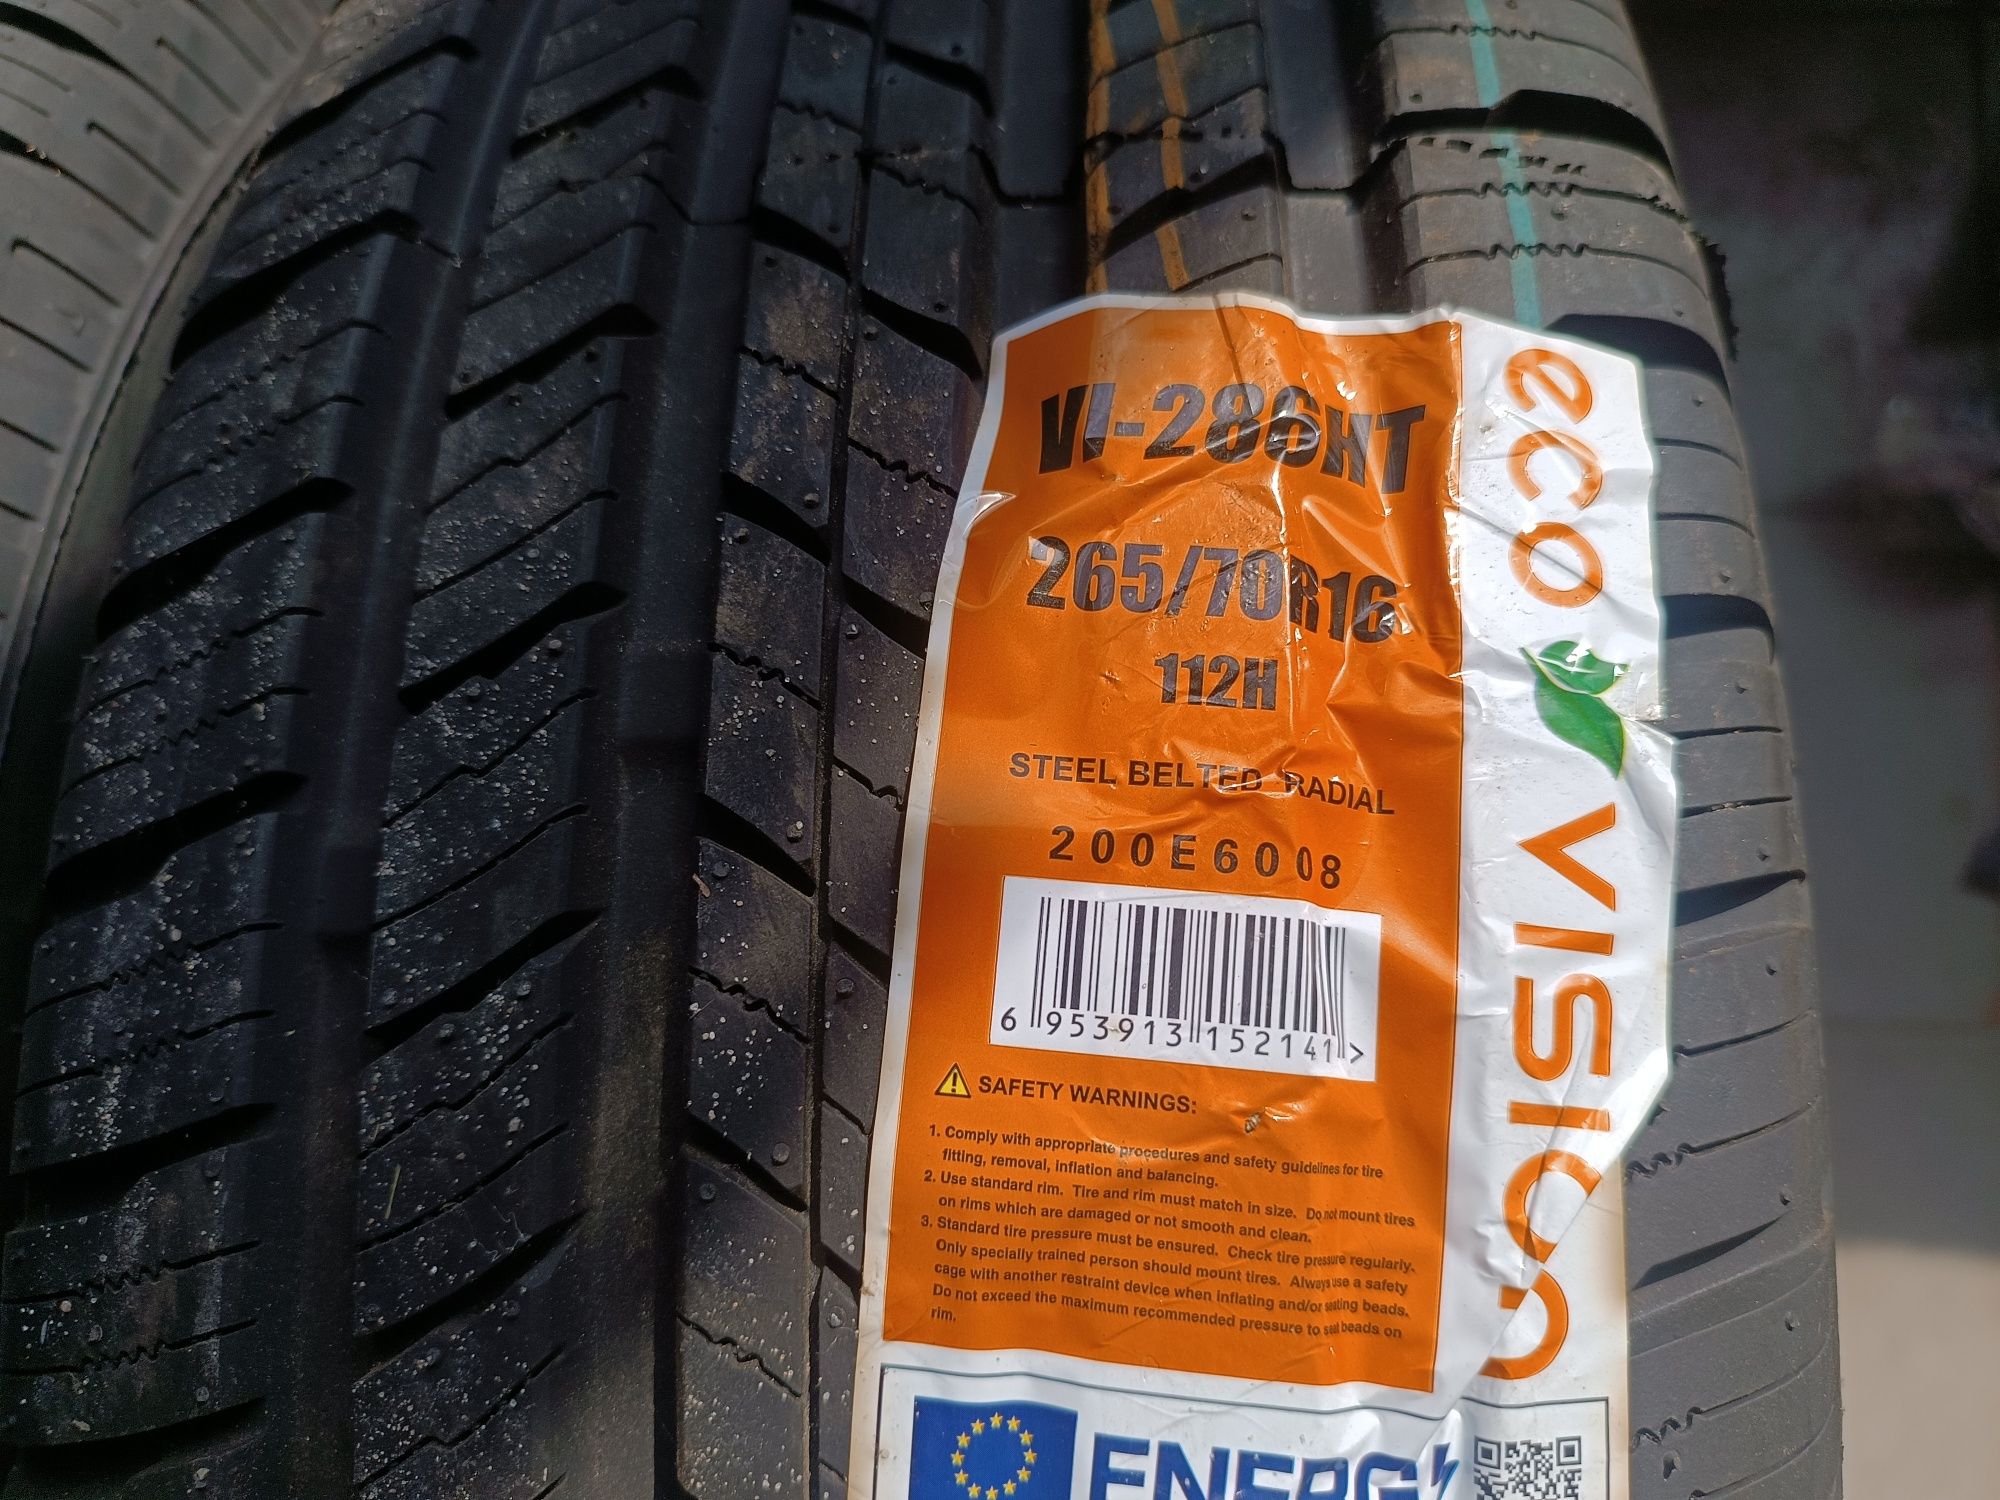 VI-286HT
265/70R16
112H
STEEL BELTED RADIAL
200E6008
6 953913 152141 >
SAFETY WARNINGS:
1. Comply with appropriate procedures and safety guidelines for tire
fitting, removal, inflation and balancing.
2. Use standard rim. Tire and rim must match in size. Do not mount tires
on rims which are damaged or not smooth and clean.
3. Standard tire pressure must be ensured. Check tire pressure regularly.
Only specially trained person should mount tires. Always use a safety
cage with another restraint device when inflating and/or seating beads.
Do not exceed the maximum recommended pressure to seat beads on
rim.
eco VISION
ENERG